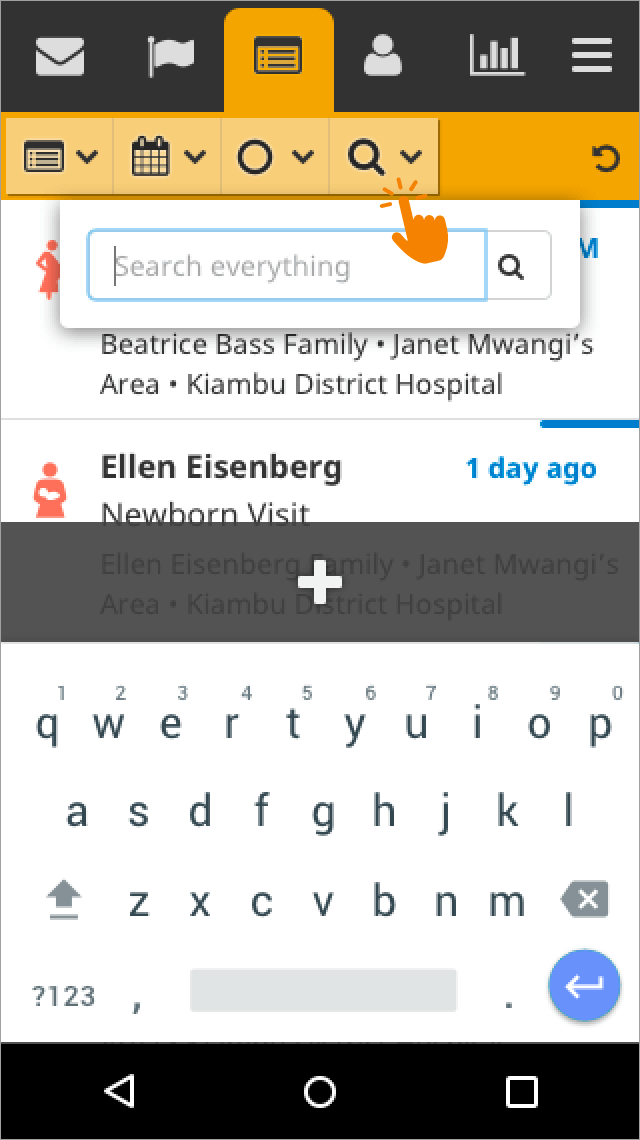 Search everything
M
Beatrice Bass Family • Janet Mwangi's
Area • Kiambu District Hospital
Ellen Eisenberg
1 day ago
Newborn Visit
Ellen Eisenberg Family • Janet Mwangi's
Area • Kiambu District Hospital
1 2 3 4 5 6 7 8 9 0
q w e r t y u i o p
a s d f g h j k l
z x c v b n m
?123 , .